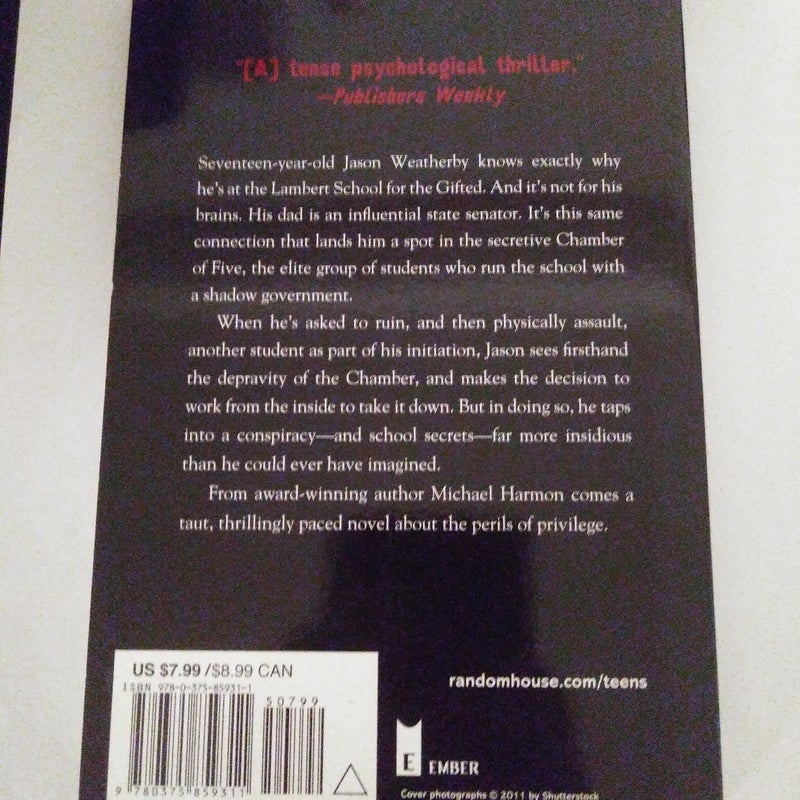 "[A] tense psychological thriller."
—Publishers Weekly
Seventeen-year-old Jason Weatherby knows exactly why
he's at the Lambert School for the Gifted. And it's not for his
brains. His dad is an influential state senator. It's this same
connection that lands him a spot in the secretive Chamber
of Five, the elite group of students who run the school with
a shadow government.
When he's asked to ruin, and then physically assault,
another student as part of his initiation, Jason sees firsthand
the depravity of the Chamber, and makes the decision to
work from the inside to take it down. But in doing so, he taps
into a conspiracy—and school secrets—far more insidious
than he could ever have imagined.
From award-winning author Michael Harmon comes a
taut, thrillingly paced novel about the perils of privilege.
US $7.99/$8.99 CAN
ISBN 978-0-375-85931-1
50799
9 780375 859311
randomhouse.com/teens
E EMBER
Cover photographs © 2011 by Shutterstock